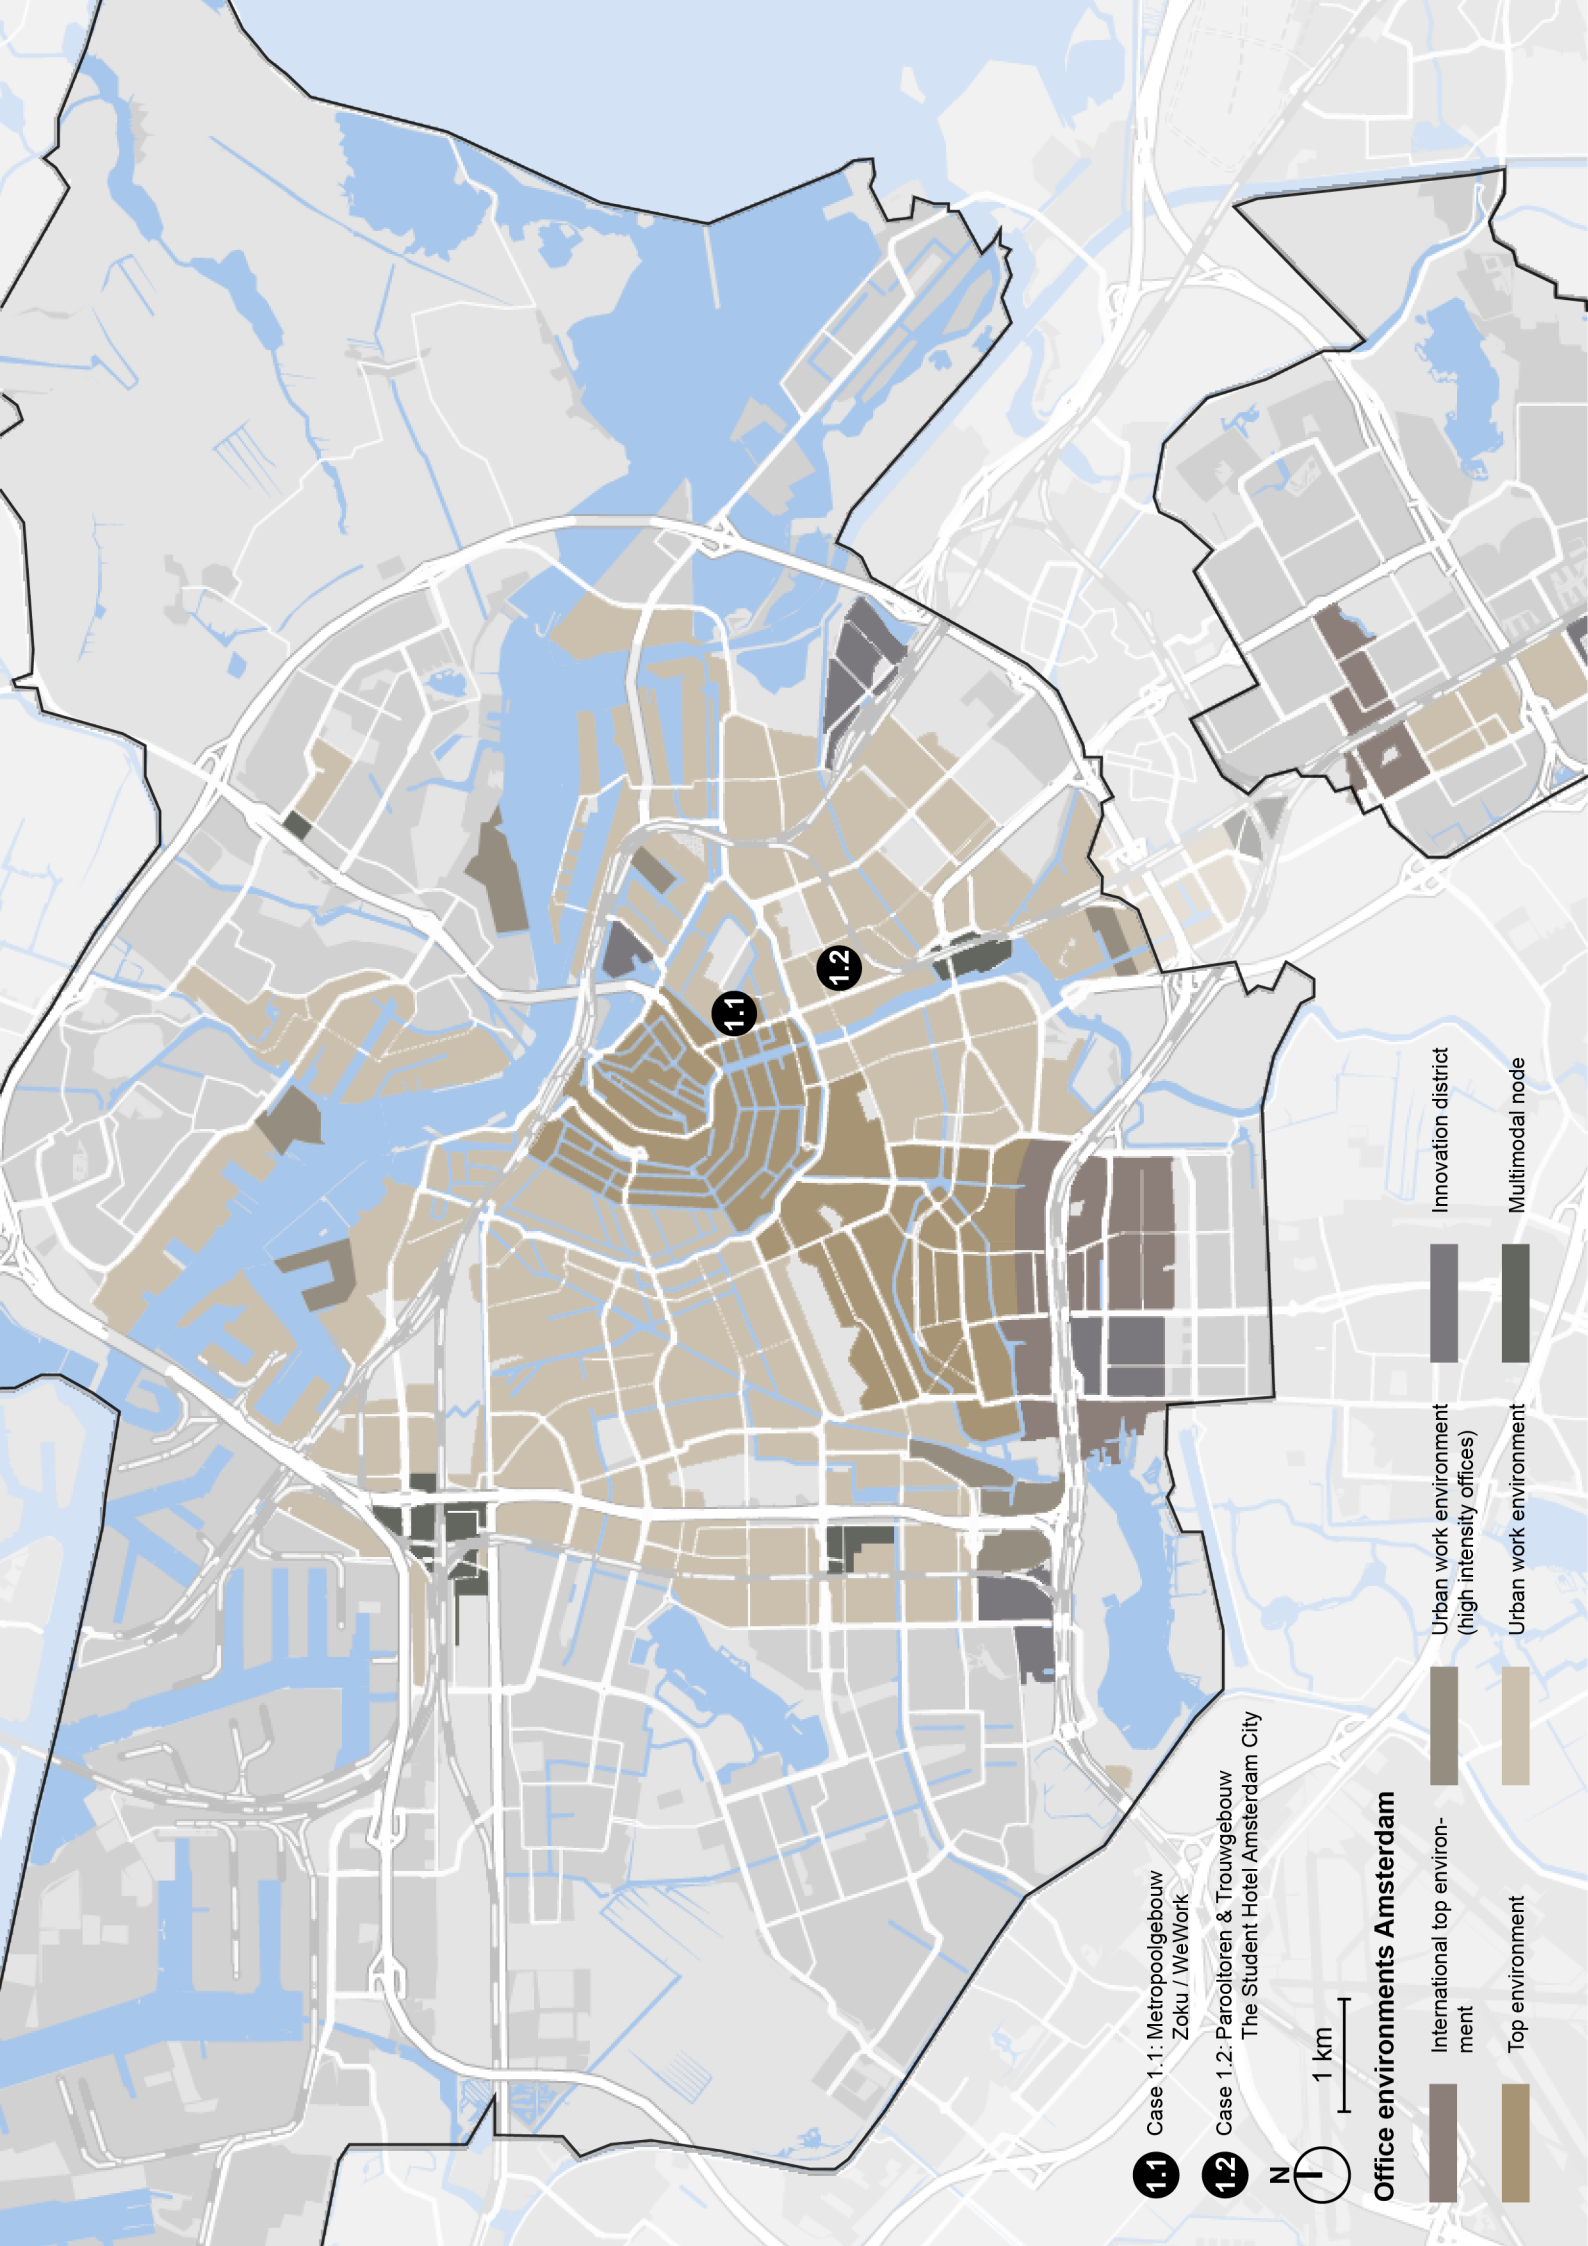 1.1
1.2
1.1 Case 1.1: Metropoolgebouw
Zoku / WeWork
1.2 Case 1.2: Parooltoren & Trouwgebouw
The Student Hotel Amsterdam City
N
1 km
Office environments Amsterdam
International top environ-
ment
Top environment
Urban work environment
(high intensity offices)
Urban work environment
Innovation district
Multimodal node